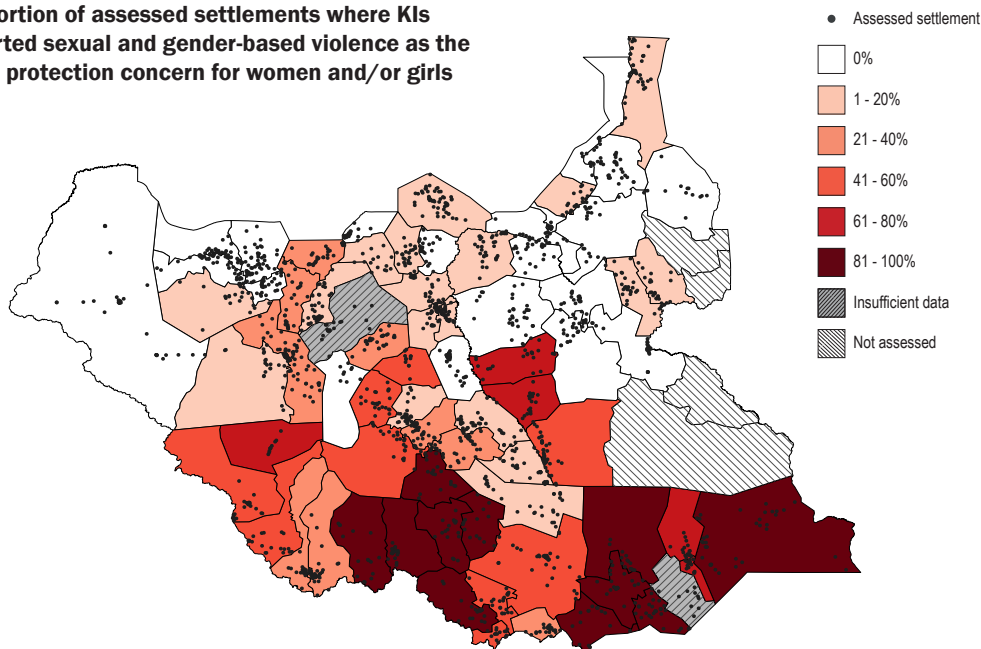 ortion of assessed settlements where KIs
rted sexual and gender-based violence as the
protection concern for women and/or girls
Assessed settlement
0%
1 - 20%
21 - 40%
41 - 60%
61 - 80%
81 - 100%
Insufficient data
Not assessed